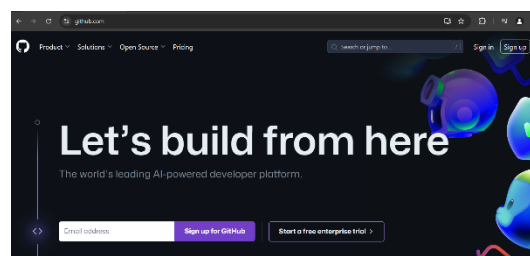 github.com
Product Solutions Open Source Pricing Search or jump to... / Sign in Sign up
Let's build from here
The world's leading AI-powered developer platform.
Email address Sign up for GitHub Start a free enterprise trial